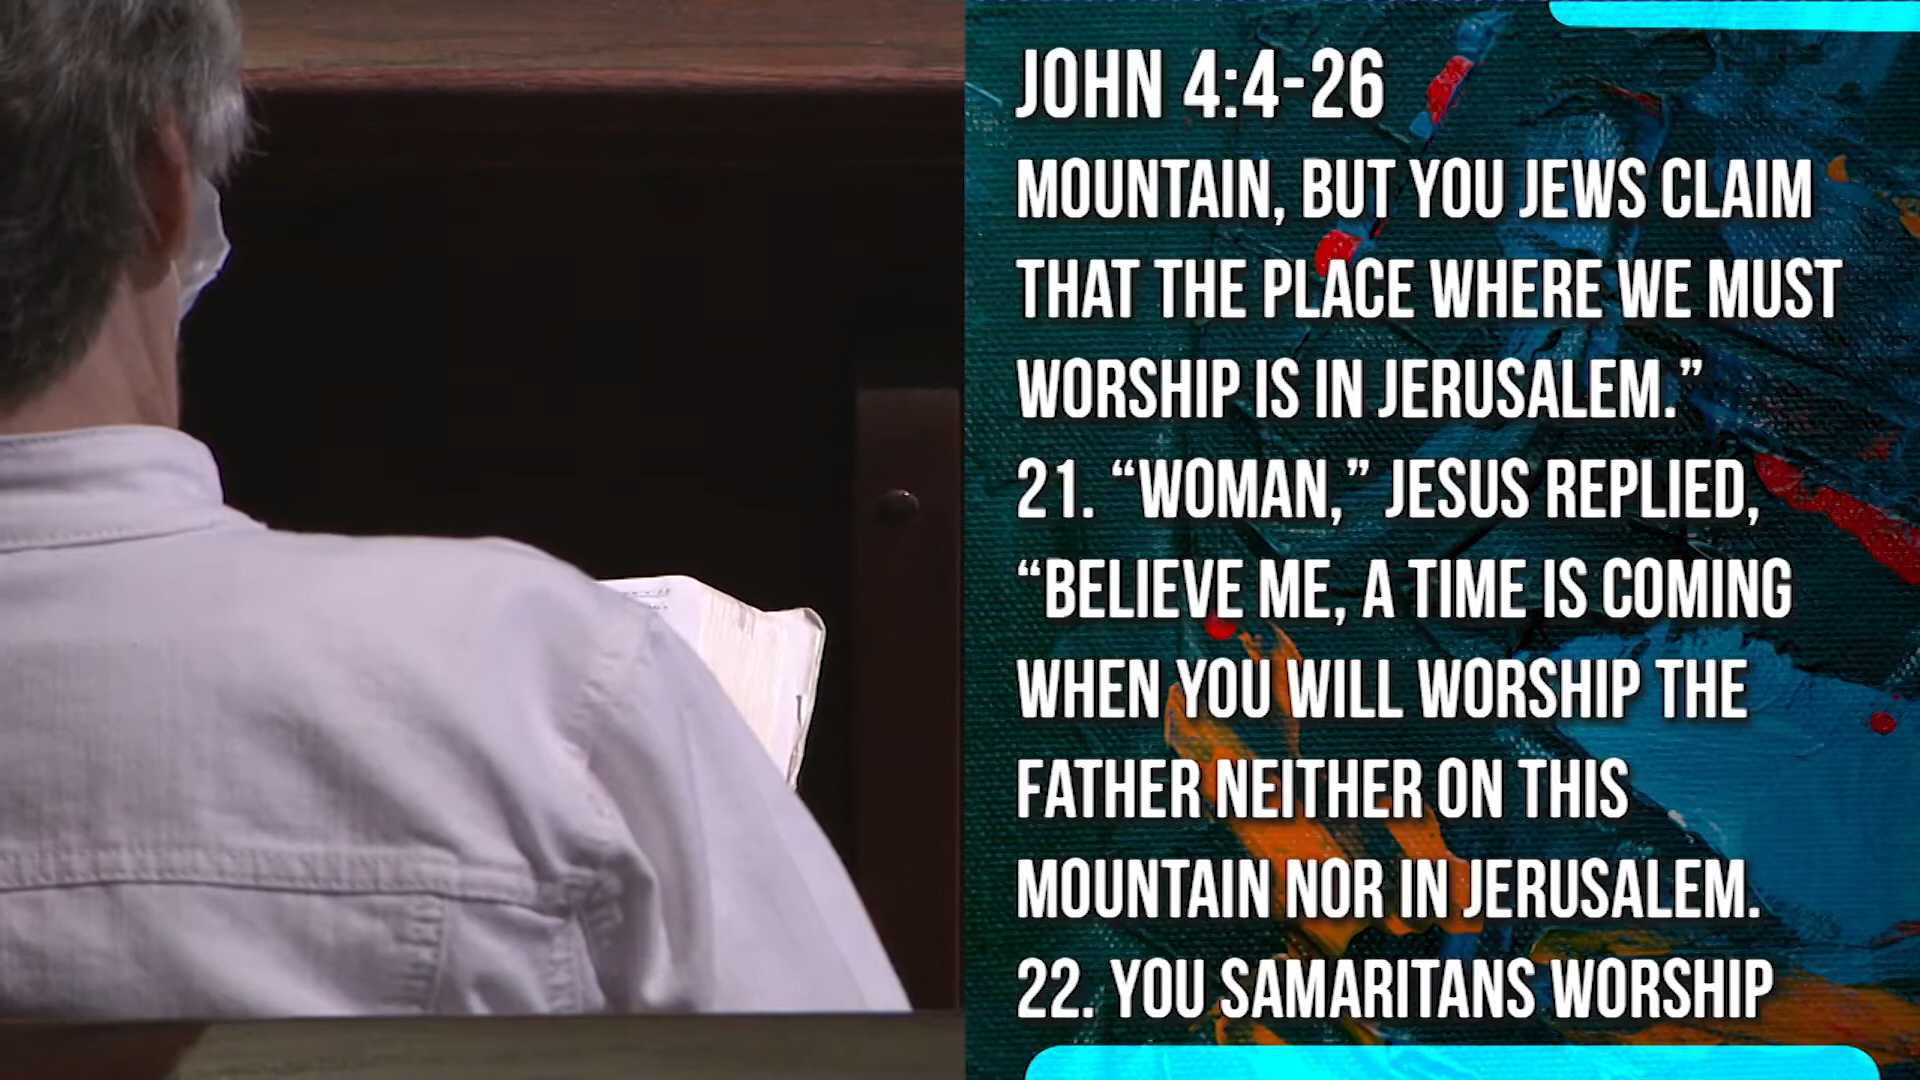 JOHN 4:4-26
MOUNTAIN, BUT YOU JEWS CLAIM
THAT THE PLACE WHERE WE MUST
WORSHIP IS IN JERUSALEM.”
21. “WOMAN,” JESUS REPLIED,
“BELIEVE ME, A TIME IS COMING
WHEN YOU WILL WORSHIP THE
FATHER NEITHER ON THIS
MOUNTAIN NOR IN JERUSALEM.
22. YOU SAMARITANS WORSHIP